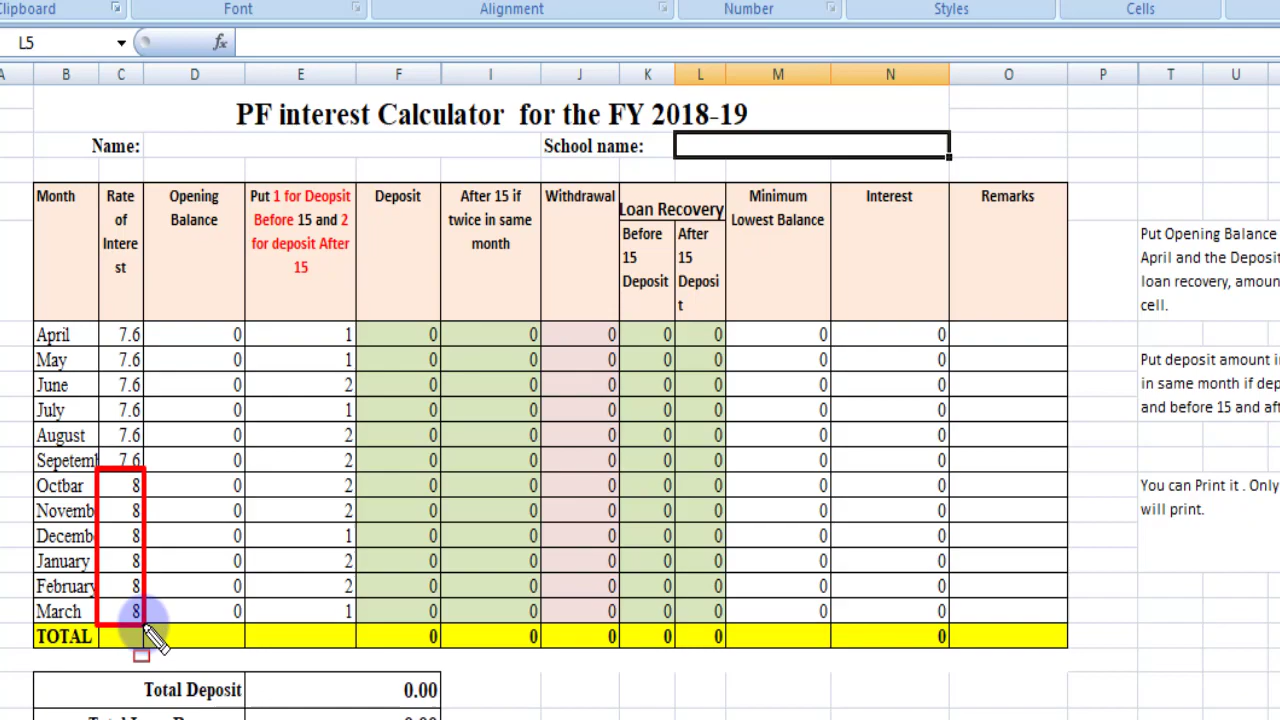 Clipboard Font Alignment Number Styles Cells
L5 fx
A B C D E F I J K L M N O P T U
PF interest Calculator for the FY 2018-19
Name: School name:
Month Rate of Interest Opening Balance Put 1 for Deopsit Before 15 and 2 for deposit After 15 Deposit After 15 if twice in same month Withdrawal Loan Recovery Minimum Lowest Balance Interest Remarks
Before 15 Deposit After 15 Deposit
Put Opening Balance
April and the Deposit
loan recovery, amoun
cell.
April 7.6 0 1 0 0 0 0 0 0 0
May 7.6 0 1 0 0 0 0 0 0 0
Put deposit amount i
June 7.6 0 2 0 0 0 0 0 0 0
in same month if dep
July 7.6 0 1 0 0 0 0 0 0 0
and before 15 and aft
August 7.6 0 2 0 0 0 0 0 0 0
Sepetemb 7.6 0 2 0 0 0 0 0 0 0
Octbar 8 0 2 0 0 0 0 0 0 0
You can Print it . Only
Novemb 8 0 2 0 0 0 0 0 0 0
will print.
Decemb 8 0 1 0 0 0 0 0 0 0
January 8 0 2 0 0 0 0 0 0 0
February 8 0 2 0 0 0 0 0 0 0
March 8 0 1 0 0 0 0 0 0 0
TOTAL 0 0 0 0 0 0
Total Deposit 0.00